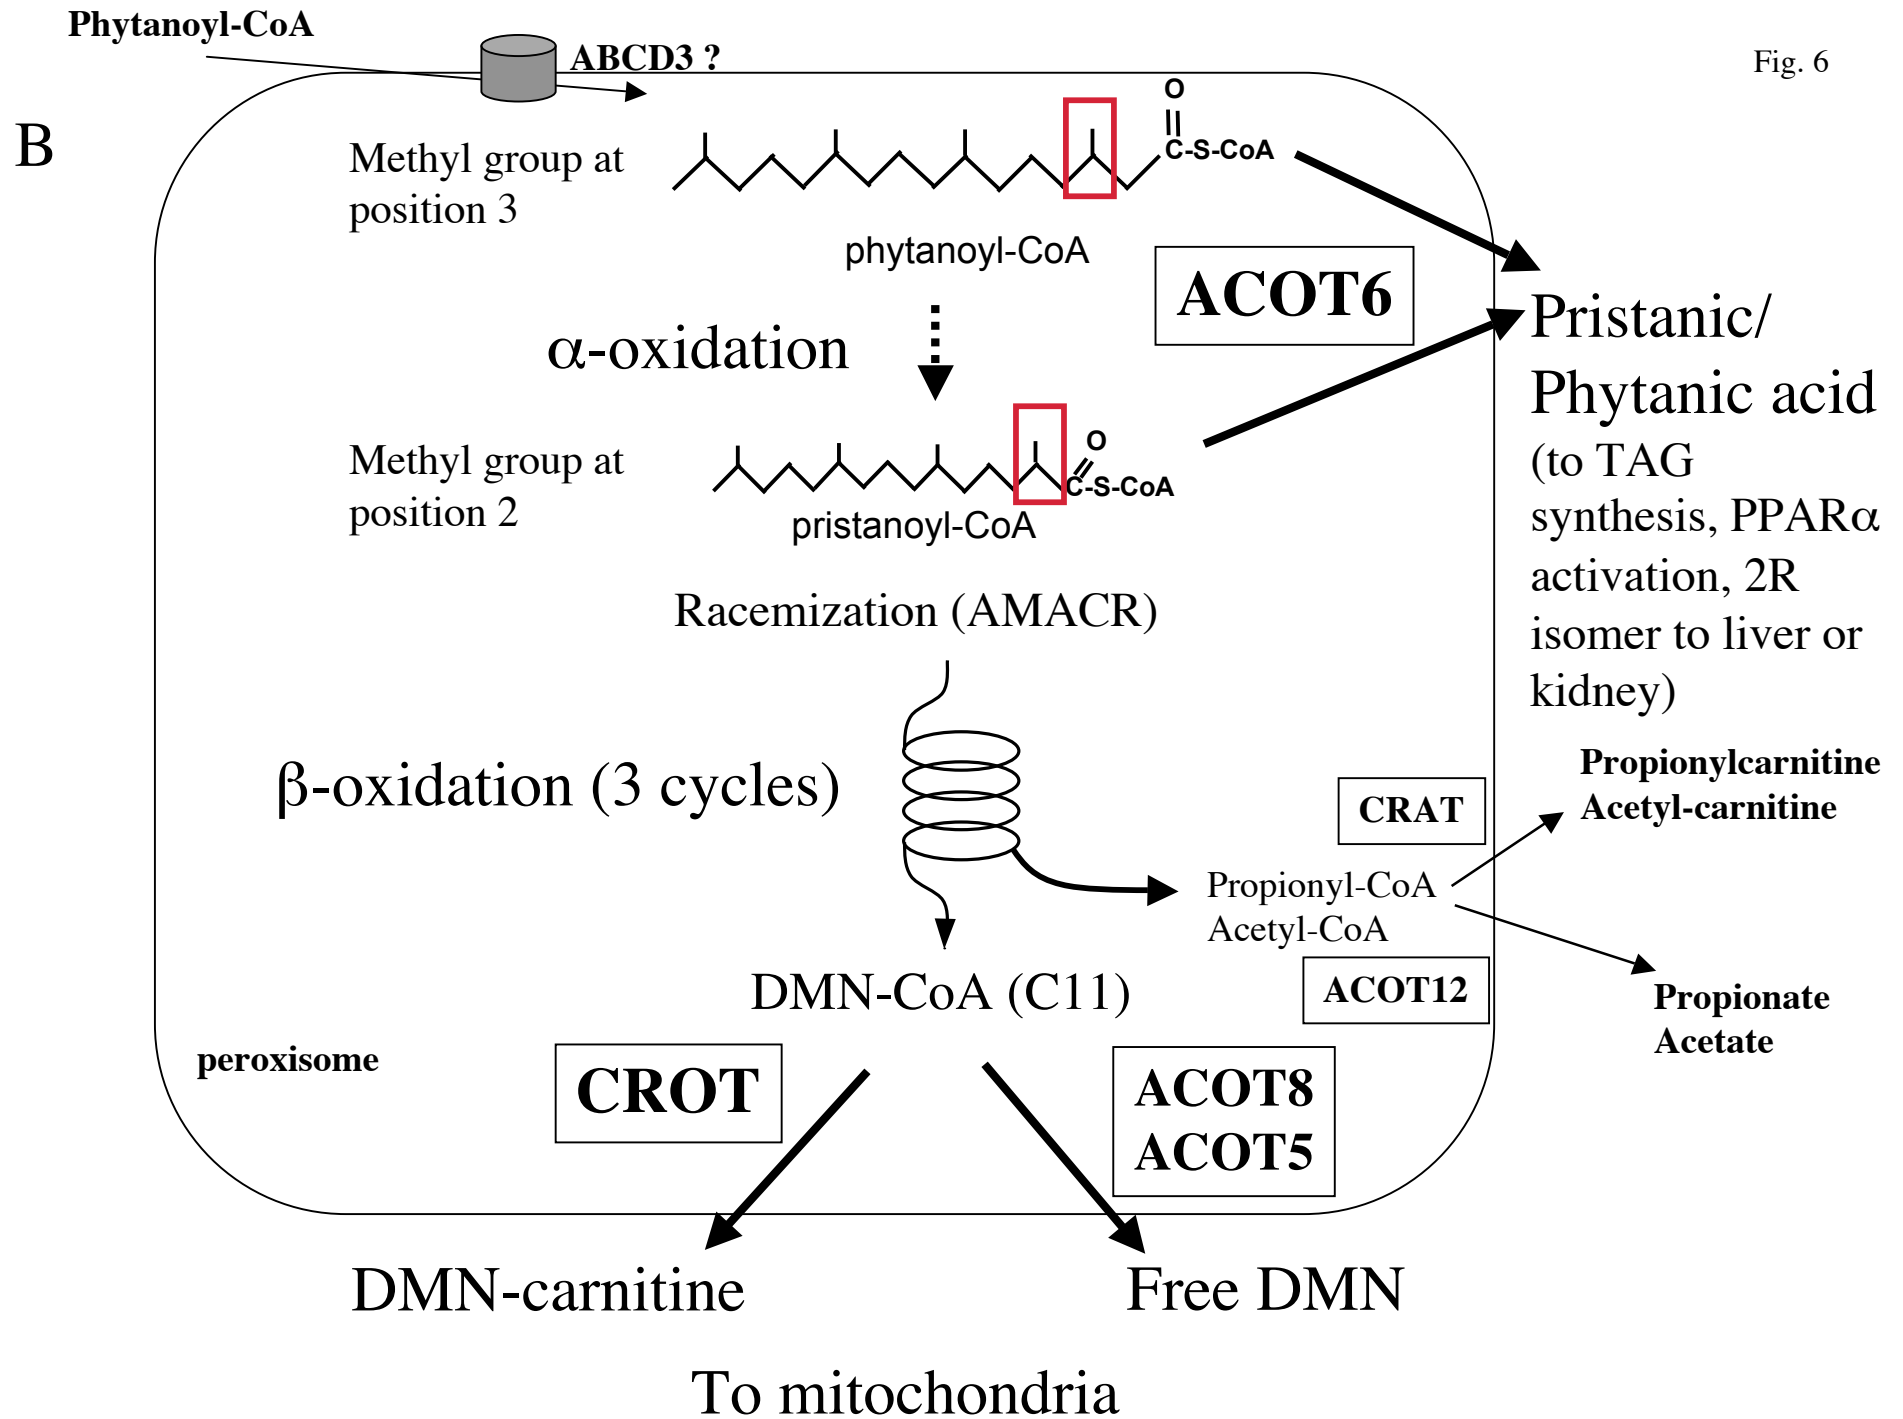 Phytanoyl-CoA
ABCD3 ?
Fig. 6
B
Methyl group at
position 3
O
C-S-CoA
phytanoyl-CoA
ACOT6
α-oxidation
Pristanic/
Phytanic acid
(to TAG
synthesis, PPARα
activation, 2R
isomer to liver or
kidney)
Methyl group at
position 2
O
C-S-CoA
pristanoyl-CoA
Racemization (AMACR)
β-oxidation (3 cycles)
CRAT
Propionylcarnitine
Acetyl-carnitine
Propionyl-CoA
Acetyl-CoA
ACOT12
Propionate
Acetate
DMN-CoA (C11)
peroxisome
CROT
ACOT8
ACOT5
DMN-carnitine
Free DMN
To mitochondria